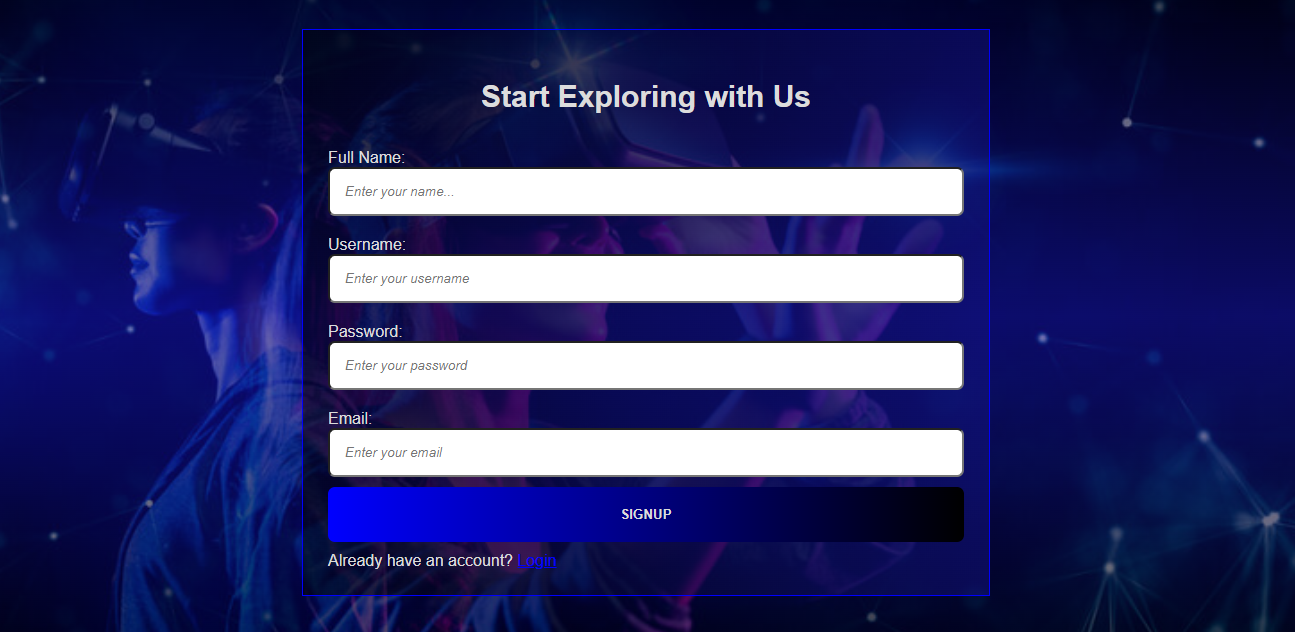 Start Exploring with Us
Full Name:
Enter your name...
Username:
Enter your username
Password:
Enter your password
Email:
Enter your email
SIGNUP
Already have an account? Login